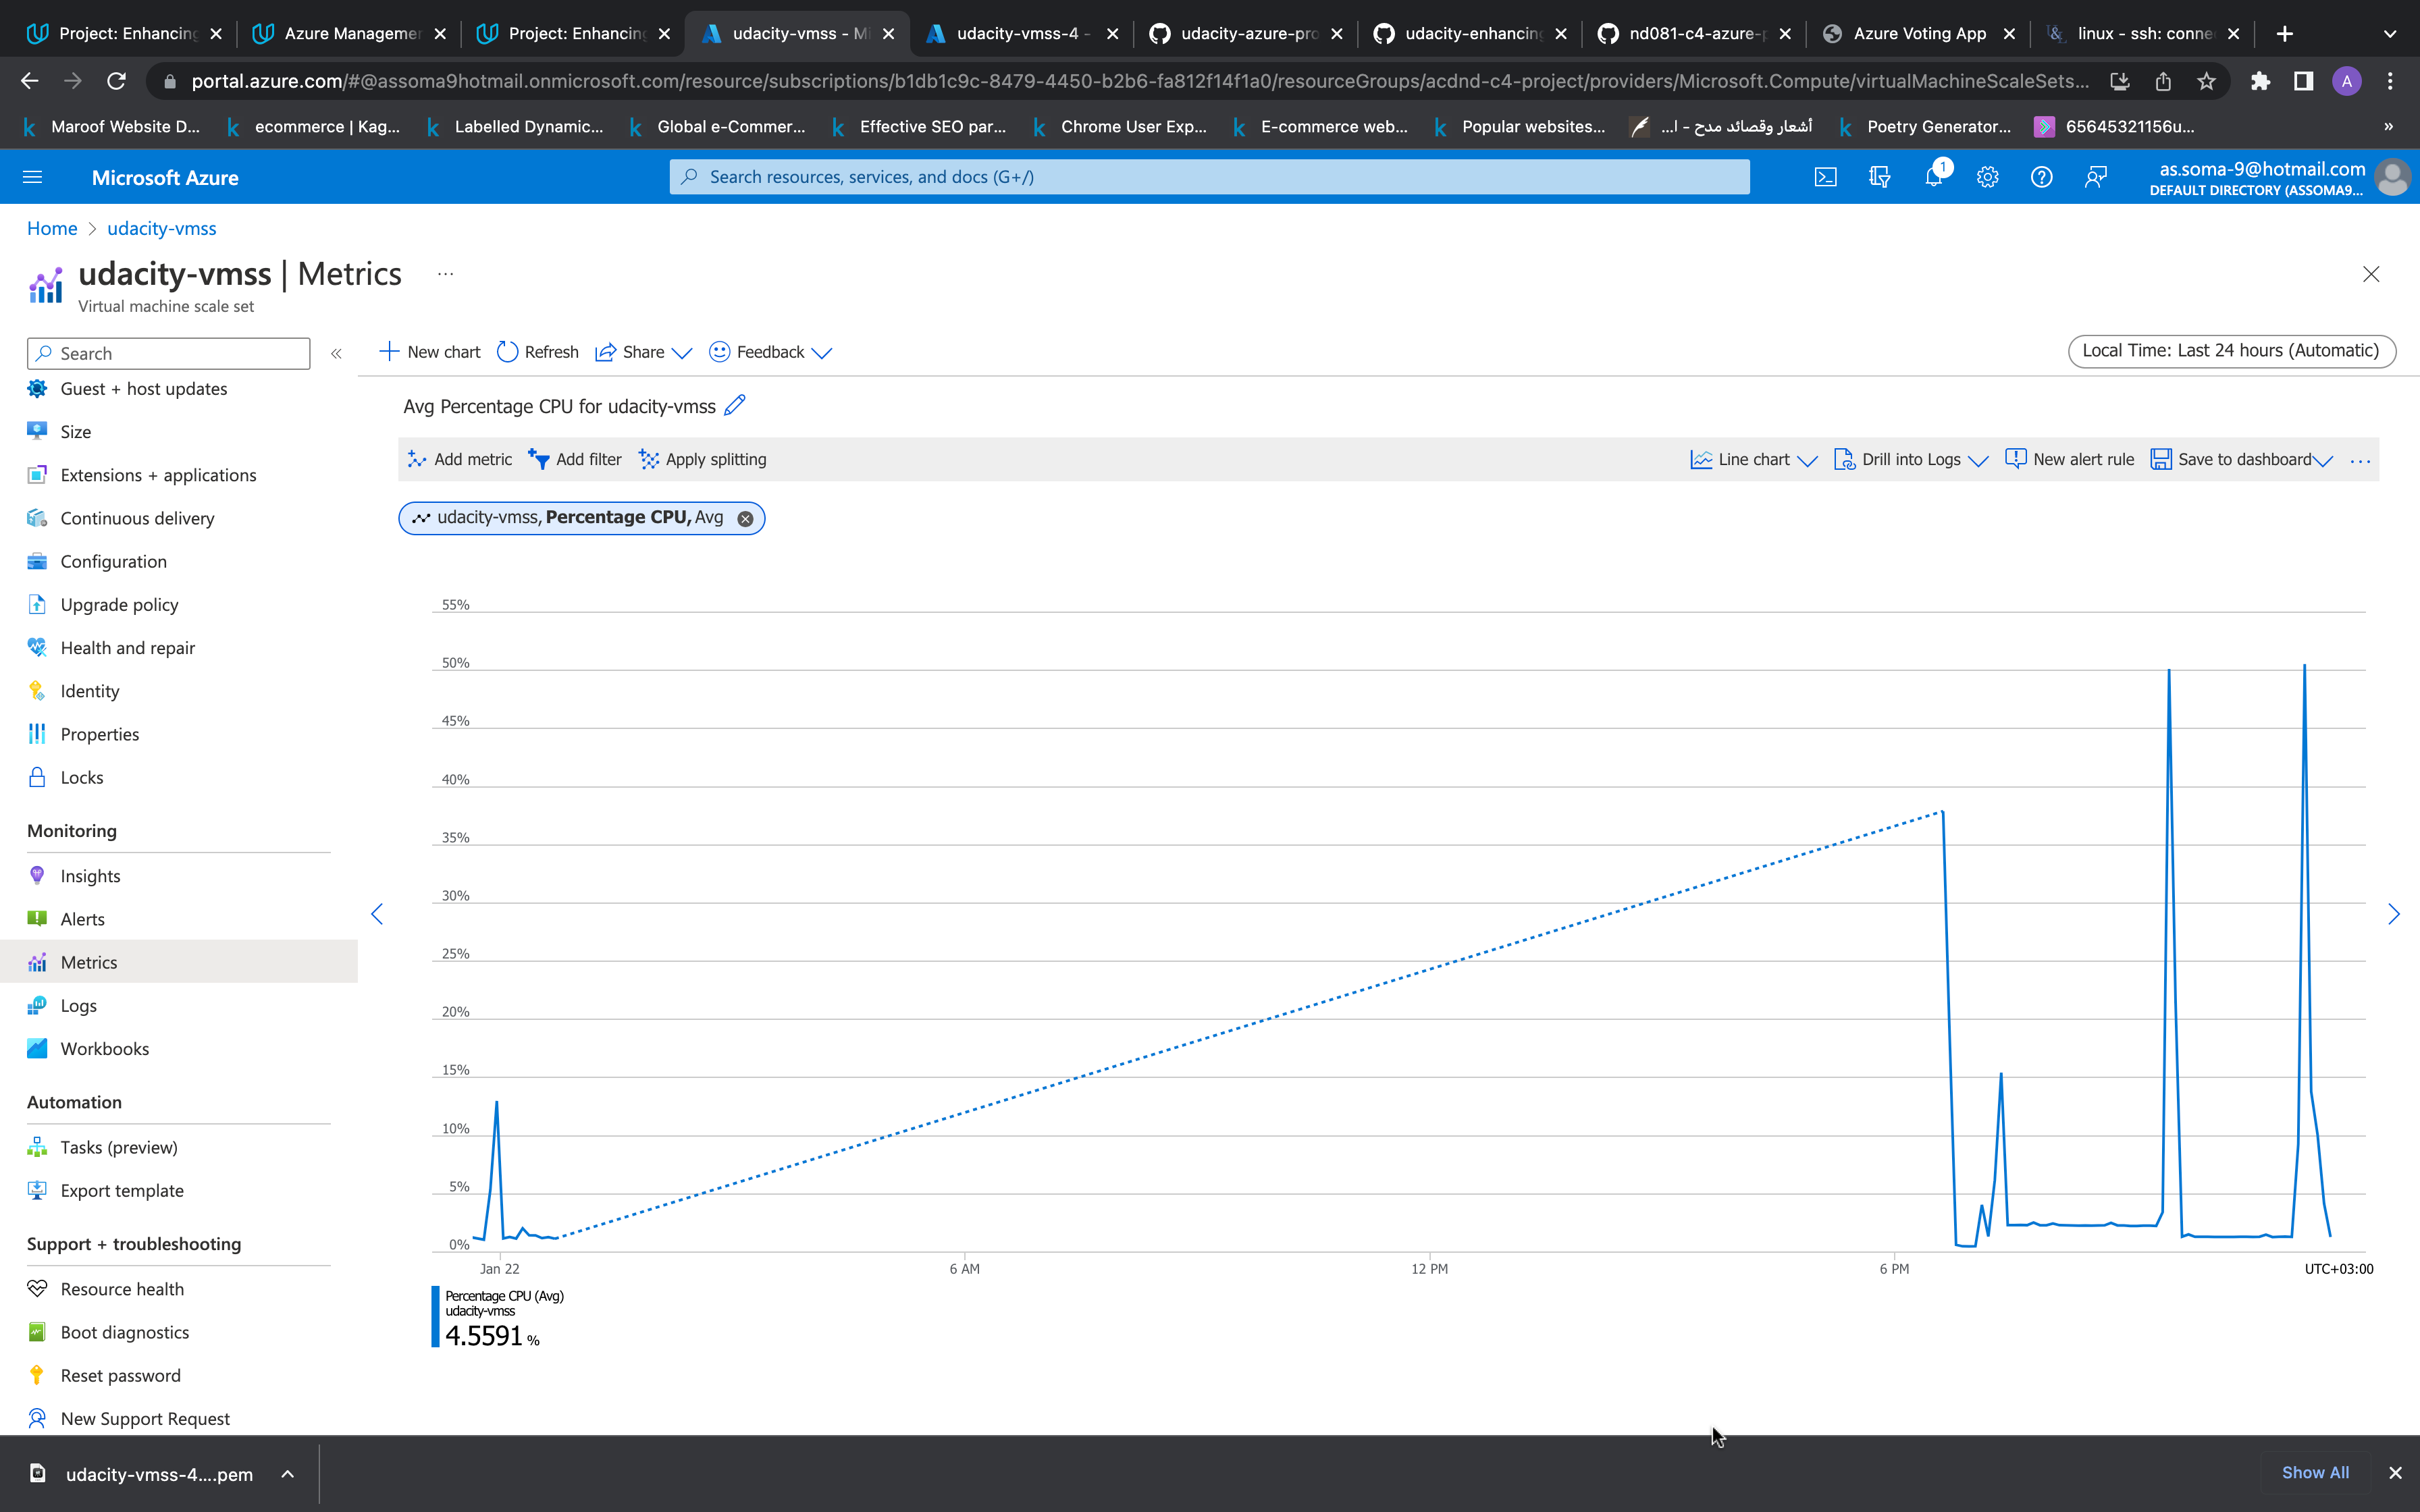 Project: Enhancing
Azure Managemer
Project: Enhancing
udacity-vmss - Mi
udacity-vmss-4 -
udacity-azure-pro
udacity-enhancing
nd081-c4-azure-p
Azure Voting App
linux - ssh: connec
portal.azure.com/#@assoma9hotmail.onmicrosoft.com/resource/subscriptions/b1db1c9c-8479-4450-b2b6-fa812f14f1a0/resourceGroups/acdnd-c4-project/providers/Microsoft.Compute/virtualMachineScaleSets...
A
Maroof Website D...
ecommerce | Kag...
Labelled Dynamic...
Global e-Commer...
Effective SEO par...
Chrome User Exp...
E-commerce web...
Popular websites...
أشعار وقصائد مدح - ا...
Poetry Generator...
65645321156u...
»
Microsoft Azure
Search resources, services, and docs (G+/)
1
as.soma-9@hotmail.com
DEFAULT DIRECTORY (ASSOMA9...
Home > udacity-vmss
udacity-vmss | Metrics ...
Virtual machine scale set
Search
«
New chart
Refresh
Share
Feedback
Local Time: Last 24 hours (Automatic)
Guest + host updates
Size
Extensions + applications
Continuous delivery
Configuration
Upgrade policy
Health and repair
Identity
Properties
Locks
Monitoring
Insights
Alerts
Metrics
Logs
Workbooks
Automation
Tasks (preview)
Export template
Support + troubleshooting
Resource health
Boot diagnostics
Reset password
New Support Request
Avg Percentage CPU for udacity-vmss
Add metric
Add filter
Apply splitting
Line chart
Drill into Logs
New alert rule
Save to dashboard
...
udacity-vmss, Percentage CPU, Avg
55%
50%
45%
40%
35%
30%
25%
20%
15%
10%
5%
0%
Jan 22
6 AM
12 PM
6 PM
UTC+03:00
Percentage CPU (Avg)
udacity-vmss
4.5591 %
udacity-vmss-4....pem
Show All